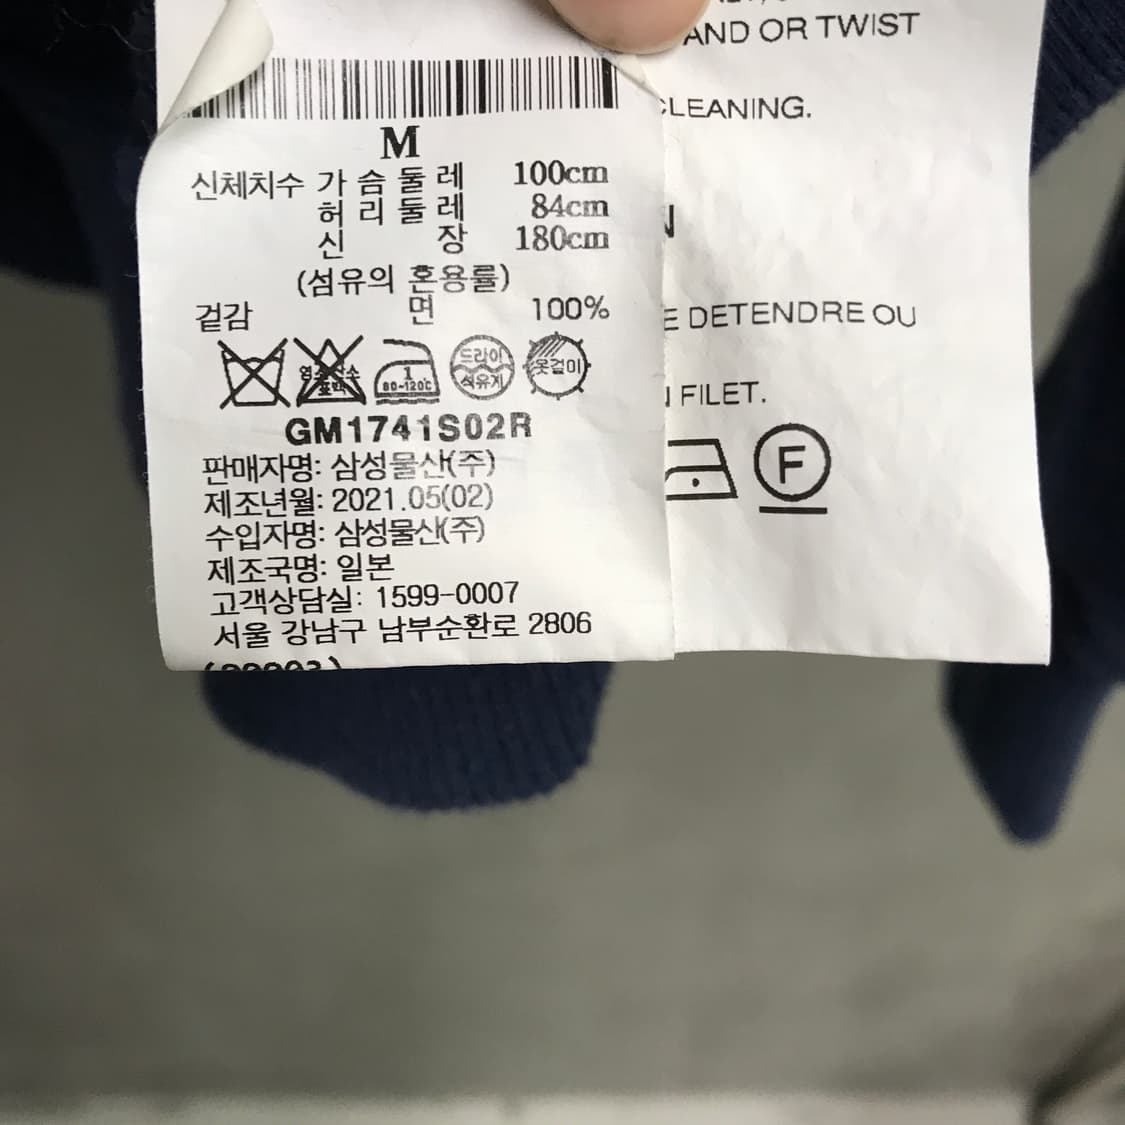 M
신체치수 가슴둘레 100cm
허리둘레 84cm
신장 180cm
(섬유의 혼용률)
겉감 면 100%
80-120℃
드라이
석유계
옷걸이
GM1741S02R
판매자명: 삼성물산(주)
제조년월: 2021.05(02)
수입자명: 삼성물산(주)
제조국명: 일본
고객상담실: 1599-0007
서울 강남구 남부순환로 2806
AND OR TWIST
CLEANING.
DETENDRE OU
FILET.
F